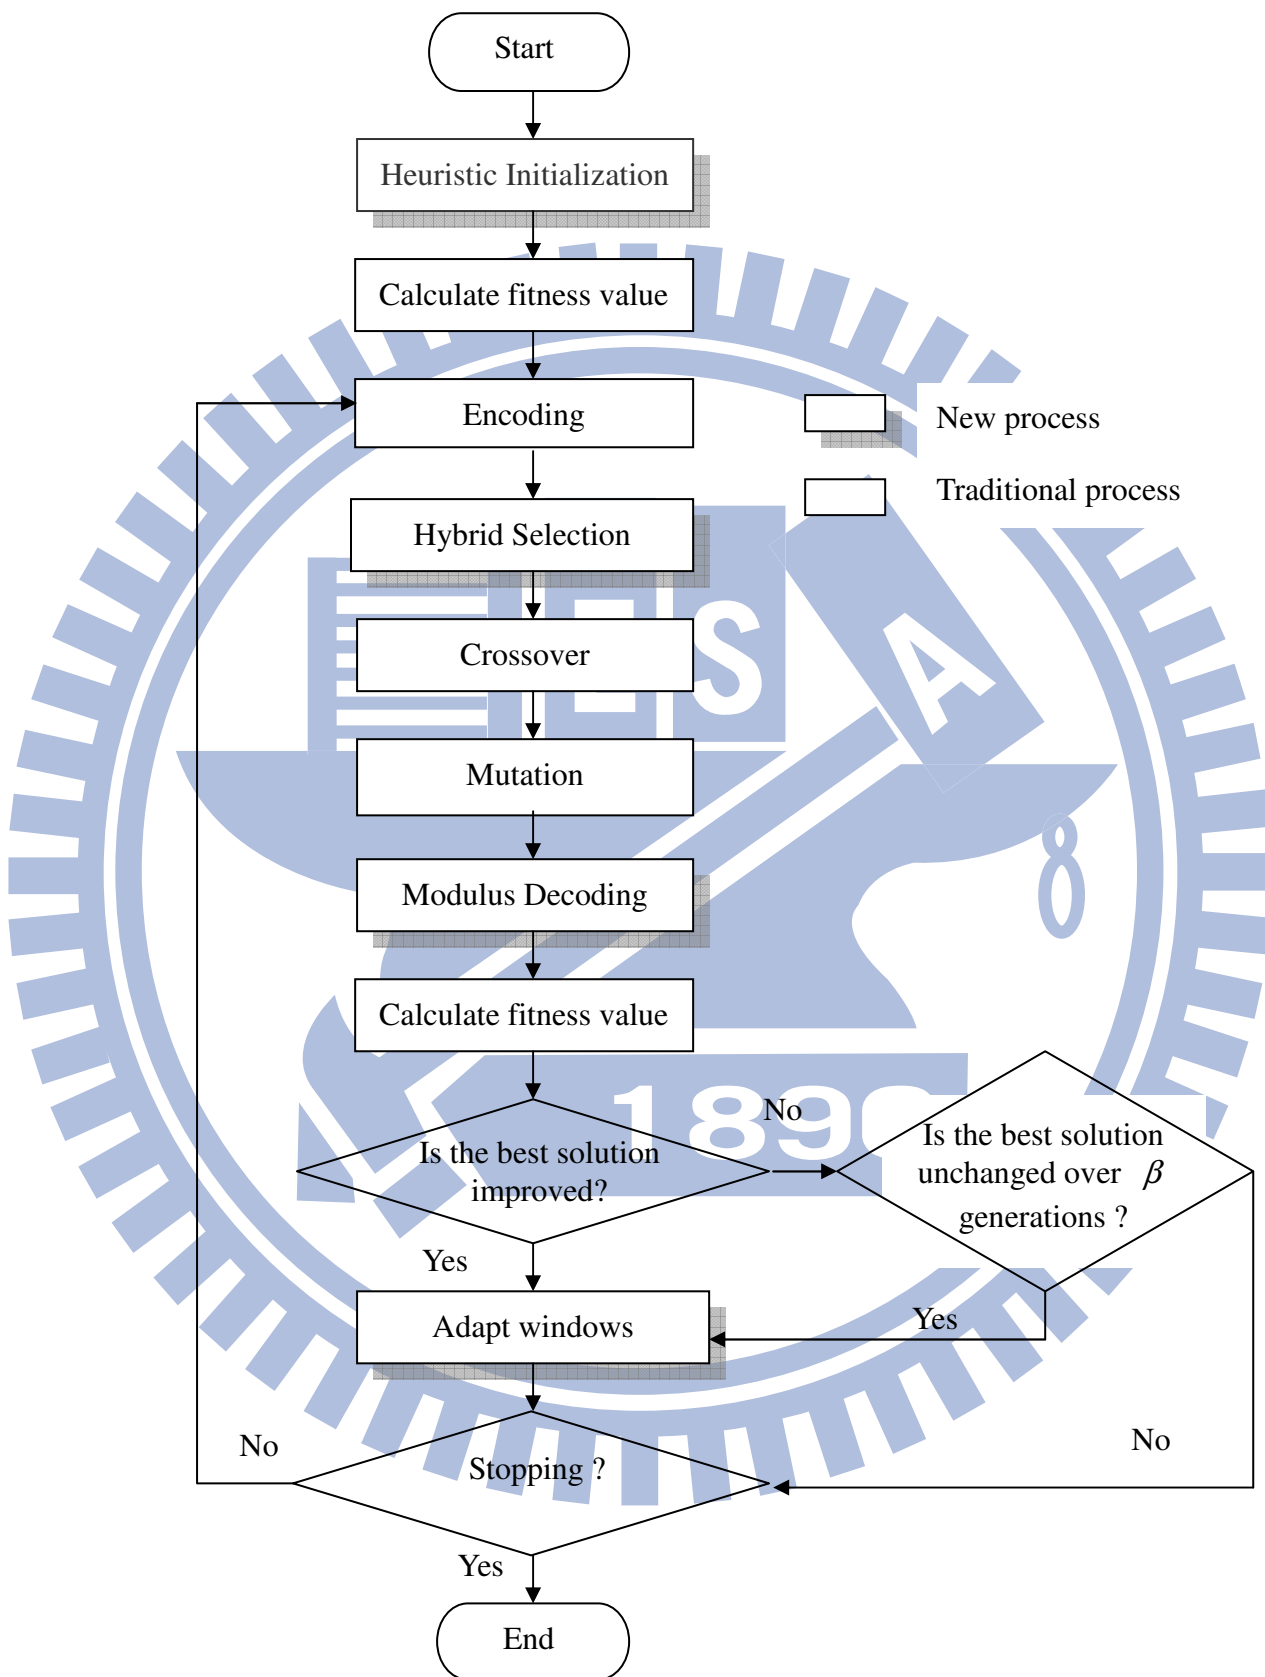 Start
Heuristic Initialization
Calculate fitness value
Encoding
New process
Traditional process
Hybrid Selection
E S A
Crossover
Mutation
8
Modulus Decoding
Calculate fitness value
1896
No
Is the best solution
improved?
Is the best solution
unchanged over β
generations ?
Yes
Adapt windows
Yes
No
Stopping ?
No
Yes
End